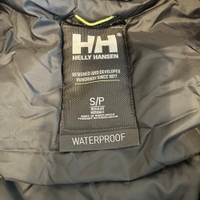 HH
HELLY HANSEN
DESIGNED AND DEVELOPED
IN NORWAY SINCE 1877
S/P
WATERPROOF